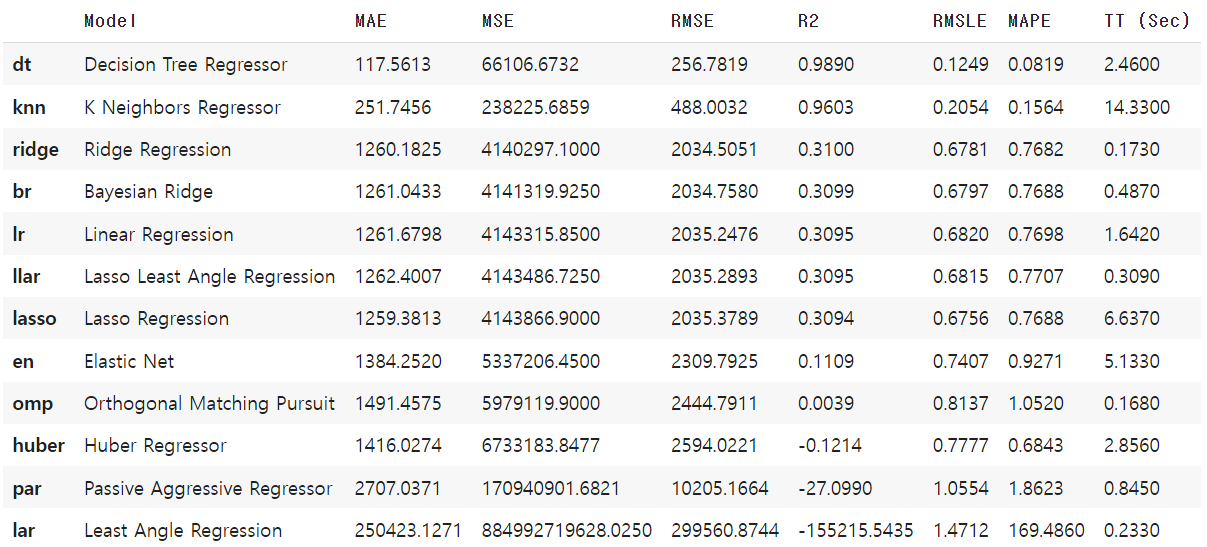 Model MAE MSE RMSE R2 RMSLE MAPE TT (Sec)
dt Decision Tree Regressor 117.5613 66106.6732 256.7819 0.9890 0.1249 0.0819 2.4600
knn K Neighbors Regressor 251.7456 238225.6859 488.0032 0.9603 0.2054 0.1564 14.3300
ridge Ridge Regression 1260.1825 4140297.1000 2034.5051 0.3100 0.6781 0.7682 0.1730
br Bayesian Ridge 1261.0433 4141319.9250 2034.7580 0.3099 0.6797 0.7688 0.4870
lr Linear Regression 1261.6798 4143315.8500 2035.2476 0.3095 0.6820 0.7698 1.6420
llar Lasso Least Angle Regression 1262.4007 4143486.7250 2035.2893 0.3095 0.6815 0.7707 0.3090
lasso Lasso Regression 1259.3813 4143866.9000 2035.3789 0.3094 0.6756 0.7688 6.6370
en Elastic Net 1384.2520 5337206.4500 2309.7925 0.1109 0.7407 0.9271 5.1330
omp Orthogonal Matching Pursuit 1491.4575 5979119.9000 2444.7911 0.0039 0.8137 1.0520 0.1680
huber Huber Regressor 1416.0274 6733183.8477 2594.0221 -0.1214 0.7777 0.6843 2.8560
par Passive Aggressive Regressor 2707.0371 170940901.6821 10205.1664 -27.0990 1.0554 1.8623 0.8450
lar Least Angle Regression 250423.1271 884992719628.0250 299560.8744 -155215.5435 1.4712 169.4860 0.2330